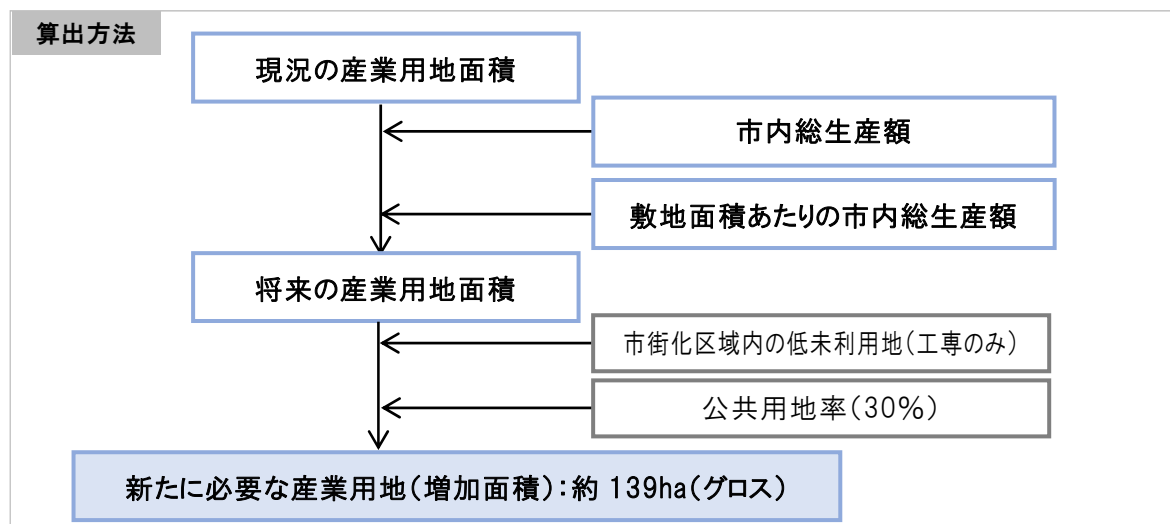 算出方法
現況の産業用地面積
市内総生産額
敷地面積あたりの市内総生産額
将来の産業用地面積
市街化区域内の低未利用地(工専のみ)
公共用地率(30%)
新たに必要な産業用地(増加面積):約 139ha(グロス)